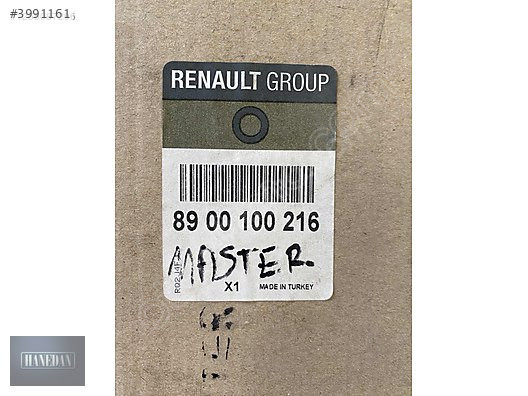 #3991161
RENAULT GROUP
89 00 100 216
MASTER
X1
MADE IN TURKEY
HANEDAN